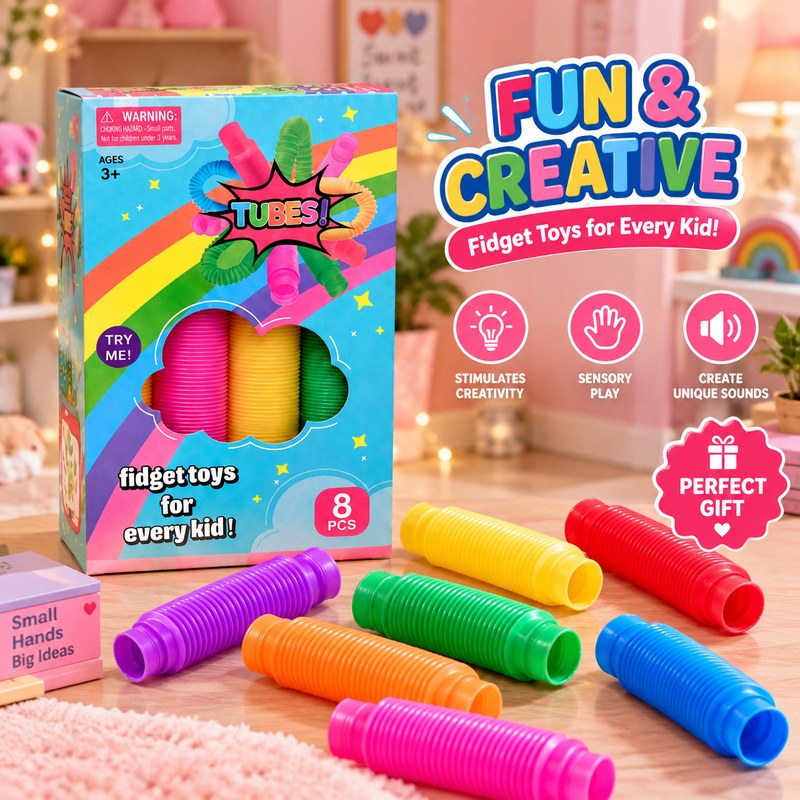 WARNING:
CHOKING HAZARD - Small parts.
Not for children under 3 years.
AGES
3+
TUBES!
TRY
ME!
fidget toys
for
every kid!
8
PCS
FUN &
CREATIVE
Fidget Toys for Every Kid!
STIMULATES
CREATIVITY
SENSORY
PLAY
CREATE
UNIQUE SOUNDS
PERFECT
GIFT
Small
Hands
Big Ideas